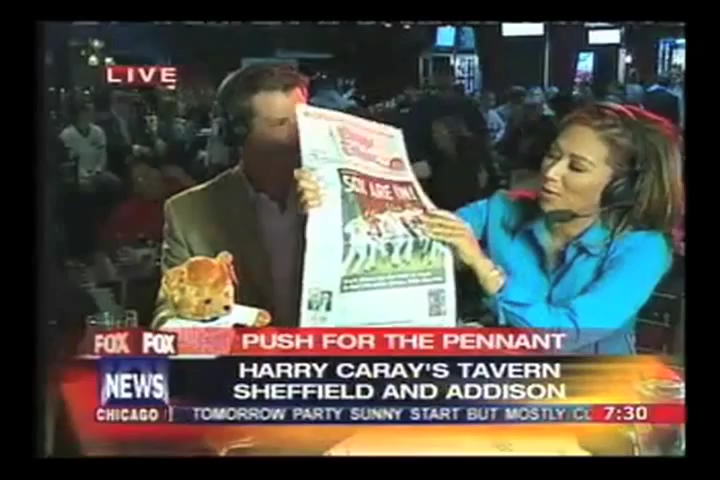 LIVE
SOX ARE IN!
FOX FOX PUSH FOR THE PENNANT
NEWS
CHICAGO
HARRY CARAY'S TAVERN
SHEFFIELD AND ADDISON
TOMORROW PARTY SUNNY START BUT MOSTLY CL 7:30